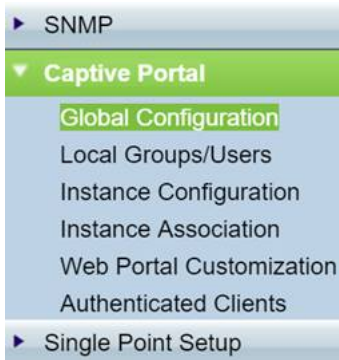 SNMP
Captive Portal
Global Configuration
Local Groups/Users
Instance Configuration
Instance Association
Web Portal Customization
Authenticated Clients
Single Point Setup